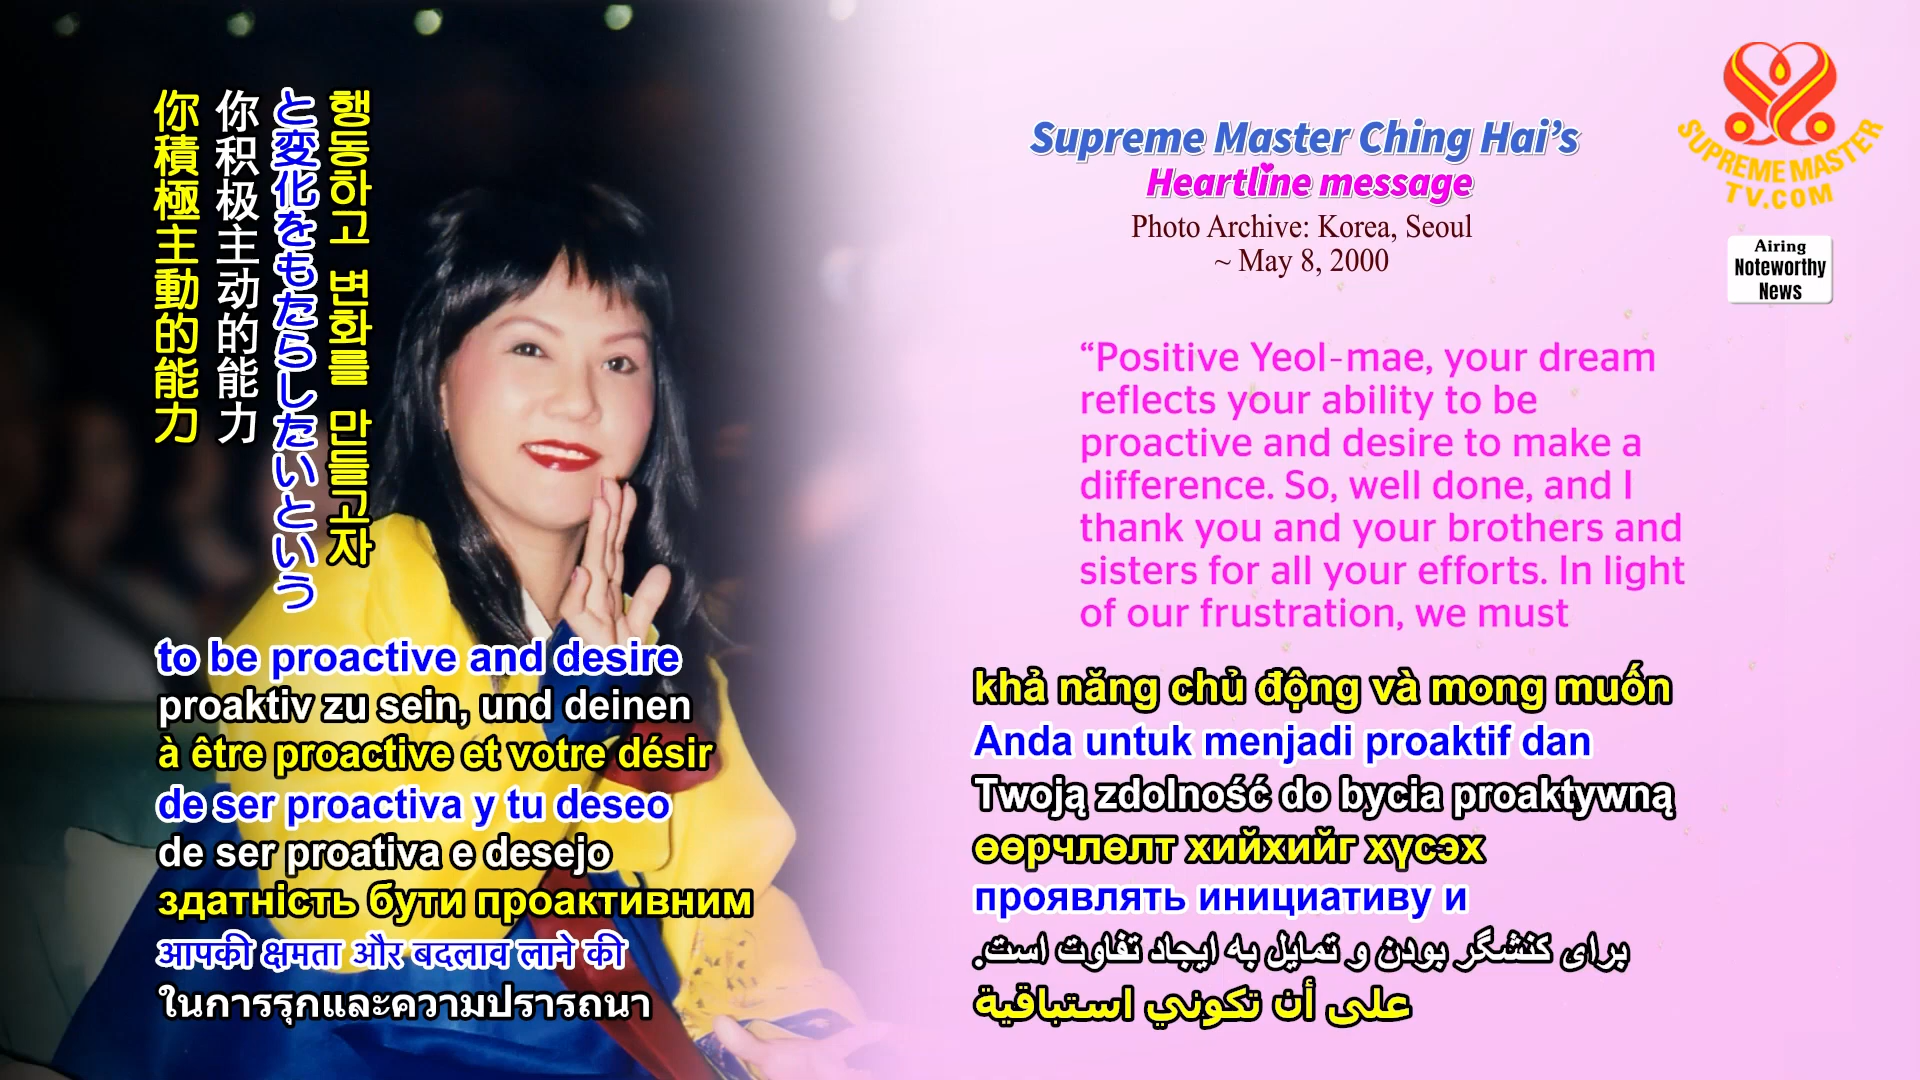 你積極主動的能力
你积极主动的能力
と変化をもたらしたいという
행동하고 변화를 만들고자
to be proactive and desire
proaktiv zu sein, und deinen
à être proactive et votre désir
de ser proactiva y tu deseo
de ser proativa e desejo
здатність бути проактивним
आपकी क्षमता और बदलाव लाने की
ในการรุกและความปรารถนา
Supreme Master Ching Hai’s
Heartline message
Photo Archive: Korea, Seoul
~ May 8, 2000
SUPREME MASTER
TV.COM
Airing
Noteworthy
News
“Positive Yeol-mae, your dream
reflects your ability to be
proactive and desire to make a
difference. So, well done, and I
thank you and your brothers and
sisters for all your efforts. In light
of our frustration, we must
khả năng chủ động và mong muốn
Anda untuk menjadi proaktif dan
Twoją zdolność do bycia proaktywną
өөрчлөлт хийхийг хүсэх
проявлять инициативу и
برای کنشگر بودن و تمایل به ایجاد تفاوت است.
على أن تكوني استباقية